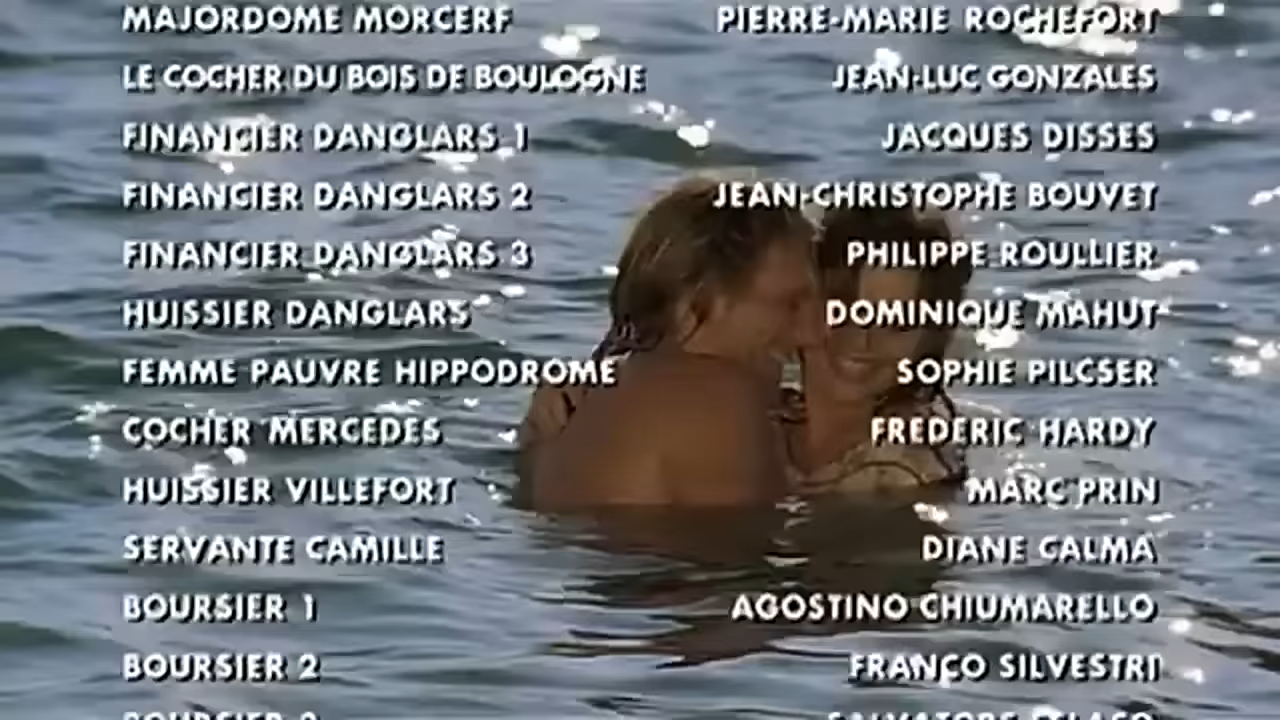 MAJORDOME MORCERF PIERRE-MARIE ROCHEFORT
LE COCHER DU BOIS DE BOULOGNE JEAN-LUC GONZALES
FINANCIER DANGLARS 1 JACQUES DISSES
FINANCIER DANGLARS 2 JEAN-CHRISTOPHE BOUVET
FINANCIER DANGLARS 3 PHILIPPE ROULLIER
HUISSIER DANGLARS DOMINIQUE MAHUT
FEMME PAUVRE HIPPODROME SOPHIE PILCSER
COCHER MERCEDES FREDERIC HARDY
HUISSIER VILLEFORT MARC PRIN
SERVANTE CAMILLE DIANE CALMA
BOURSIER 1 AGOSTINO CHIUMARELLO
BOURSIER 2 FRANCO SILVESTRI